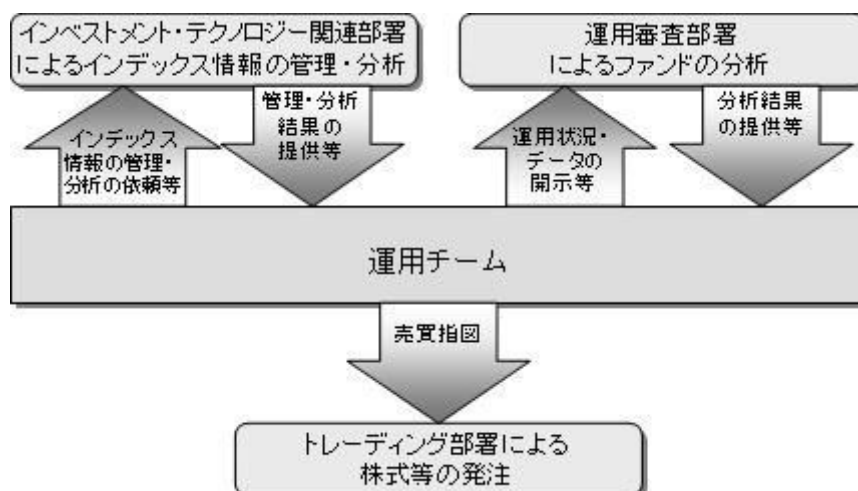 インベストメント・テクノロジー関連部署
によるインデックス情報の管理・分析
運用審査部署
によるファンドの分析
インデックス
情報の管理・
分析の依頼等
管理・分析
結果の
提供等
運用状況・
データの
開示等
分析結果
の提供等
運用チーム
売買指図
トレーディング部署による
株式等の発注